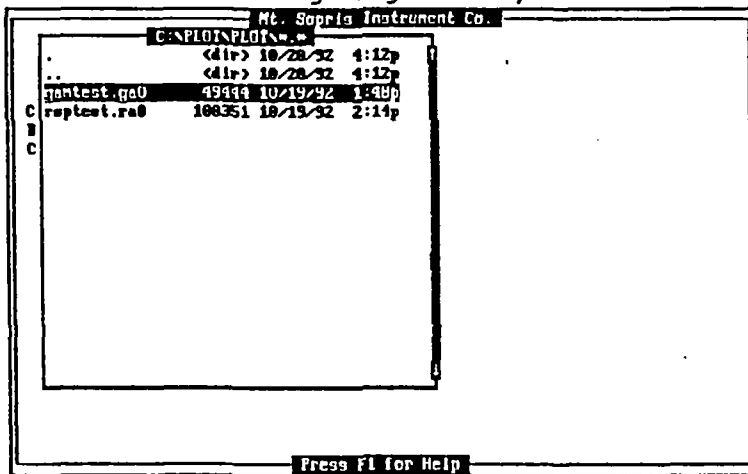 Mt. Sopris Instrument Co.
C:\PLOT\PLOT\*.*
. <dir> 10/28/92 4:12p
.. <dir> 10/28/92 4:12p
gamtest.ga0 49444 10/19/92 1:48p
C rsptest.ra0 108351 10/19/92 2:14p
C
Press F1 for Help